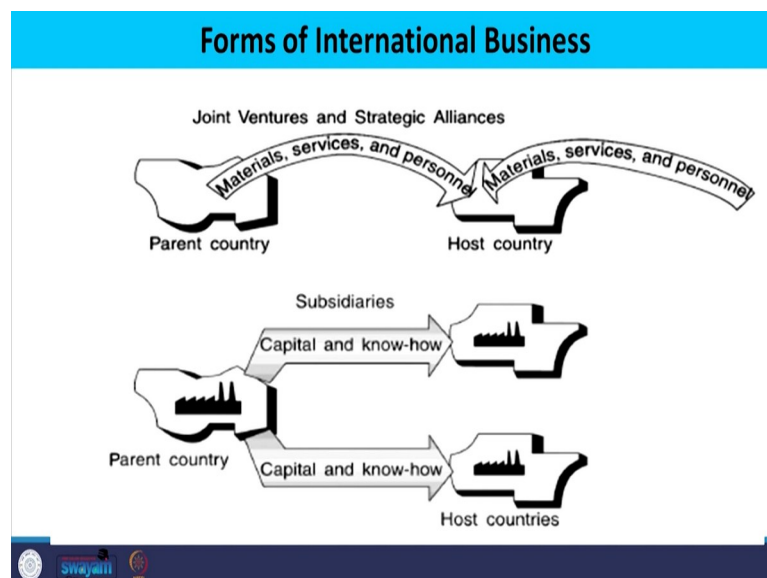 Forms of International Business
Joint Ventures and Strategic Alliances
Materials, services, and personnel
Materials, services, and personnel
Parent country
Host country
Subsidiaries
Capital and know-how
Parent country
Capital and know-how
Host countries
swayam